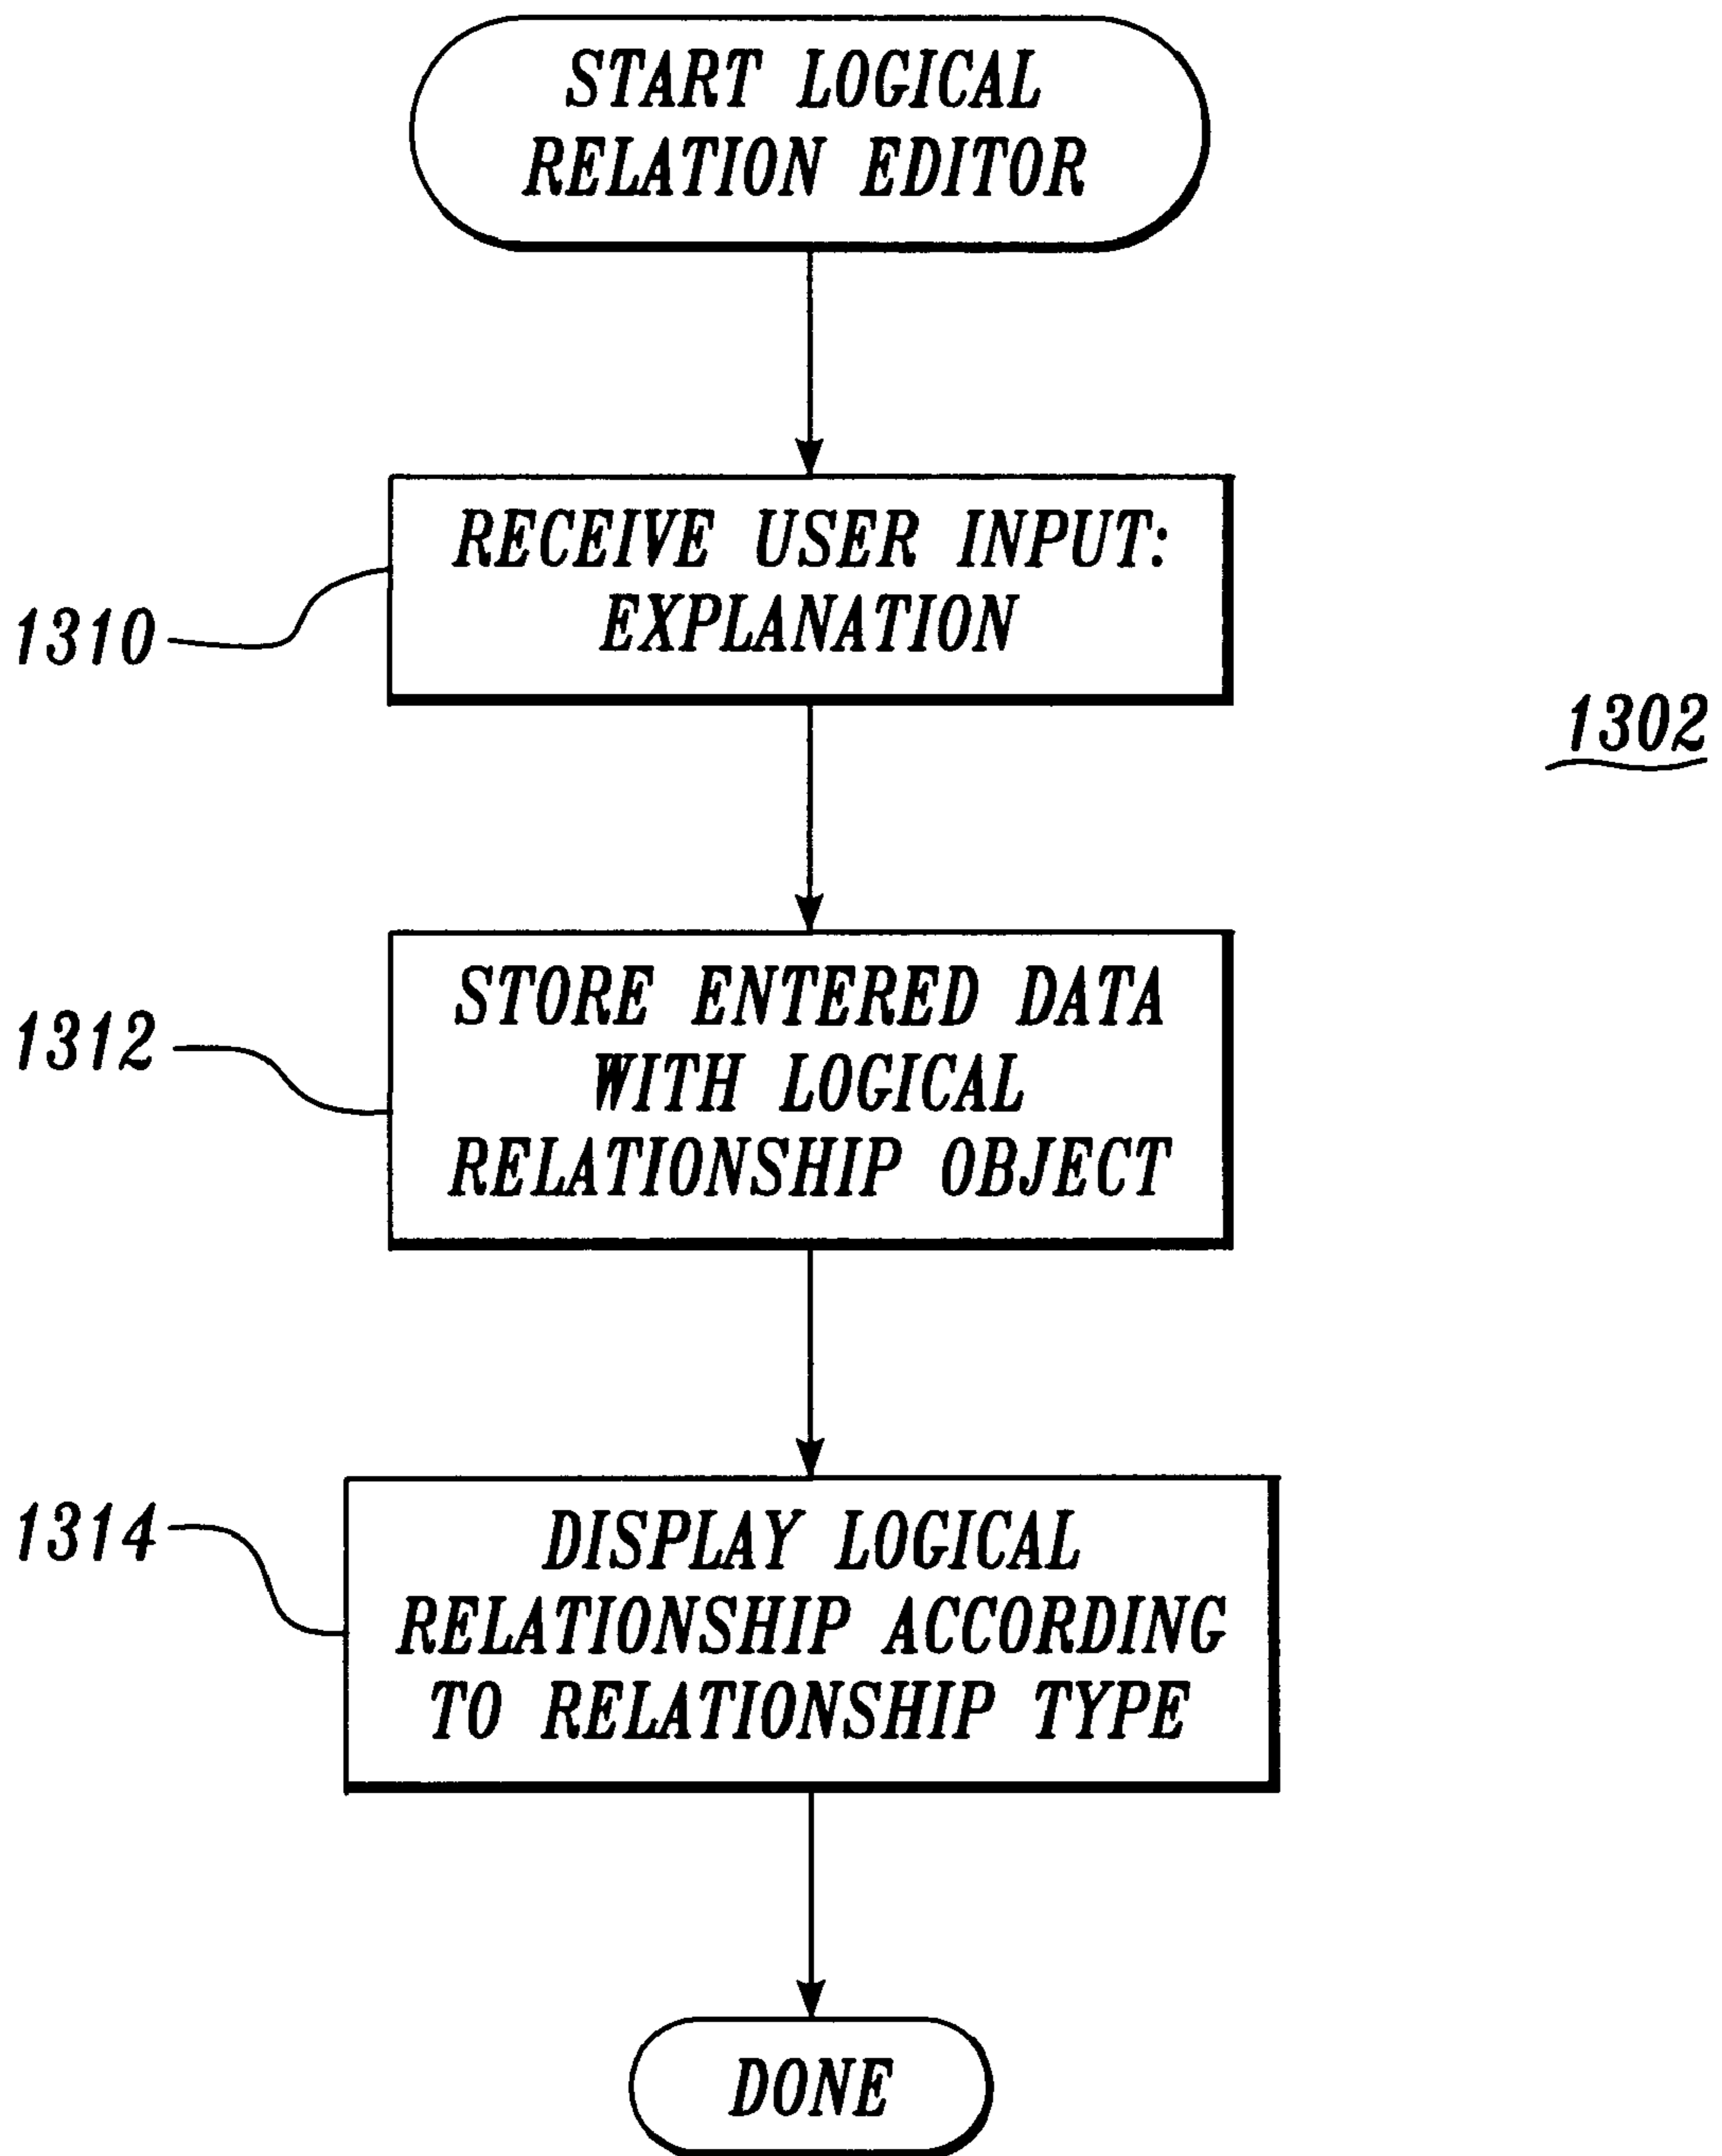 START LOGICAL
RELATION EDITOR
RECEIVE USER INPUT:
EXPLANATION
1310
1302
STORE ENTERED DATA
WITH LOGICAL
RELATIONSHIP OBJECT
1312
DISPLAY LOGICAL
RELATIONSHIP ACCORDING
TO RELATIONSHIP TYPE
1314
DONE